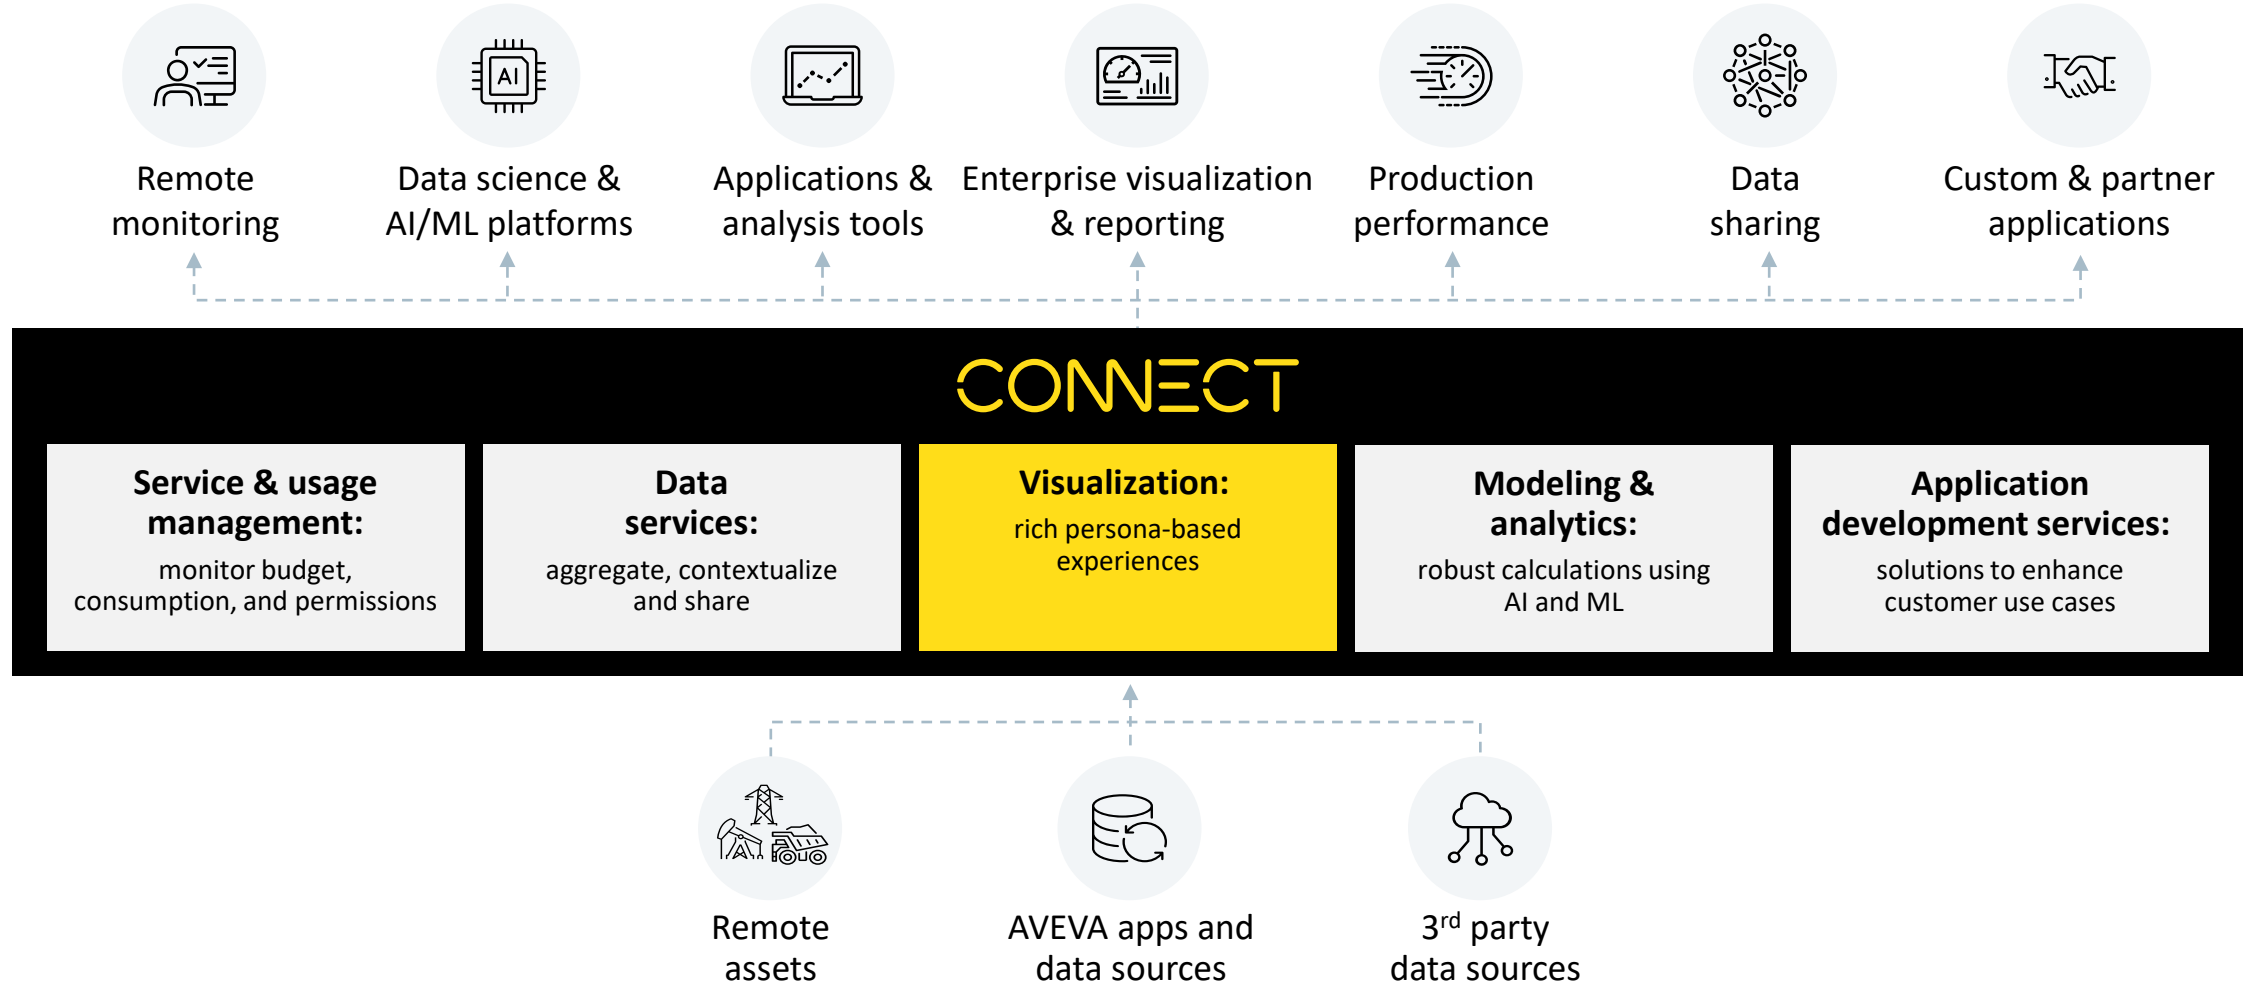 AI
Remote
monitoring
Data science &
AI/ML platforms
Applications &
analysis tools
Enterprise visualization
& reporting
Production
performance
Data
sharing
Custom & partner
applications
CONNECT
Service & usage
management:
monitor budget,
consumption, and permissions
Data
services:
aggregate, contextualize
and share
Visualization:
rich persona-based
experiences
Modeling &
analytics:
robust calculations using
AI and ML
Application
development services:
solutions to enhance
customer use cases
Remote
assets
AVEVA apps and
data sources
3rd party
data sources